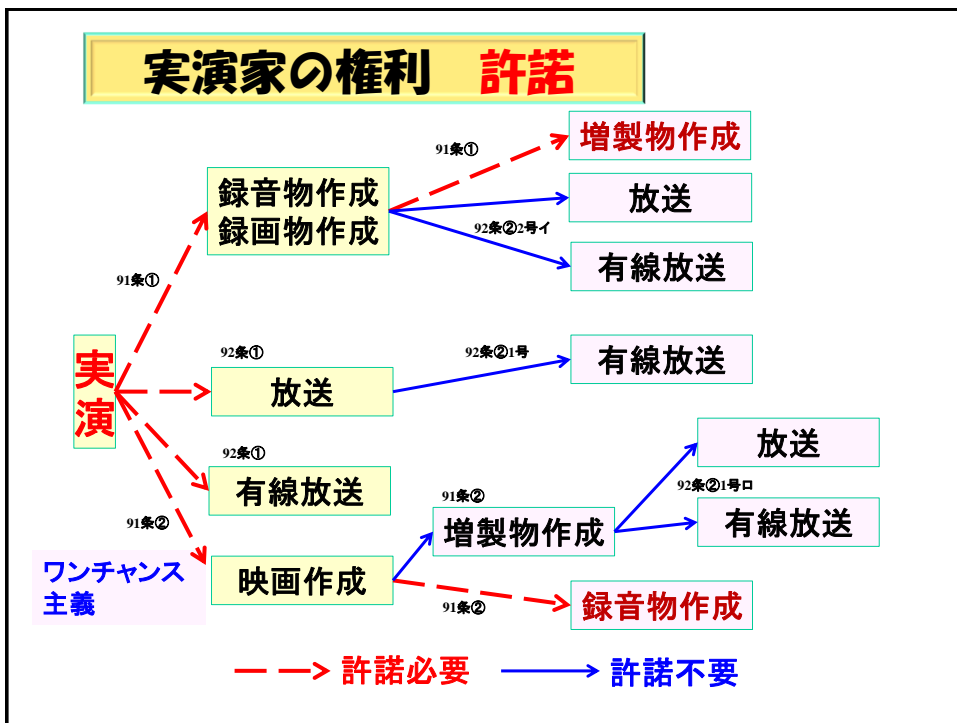 実演家の権利　許諾
91条①
増製物作成
録音物作成
録画物作成
放送
92条②2号イ
有線放送
91条①
実
演
92条①
放送
92条②1号
有線放送
92条①
有線放送
91条②
ワンチャンス
主義
映画作成
91条②
増製物作成
放送
92条②1号ロ
有線放送
91条②
録音物作成
許諾必要
許諾不要